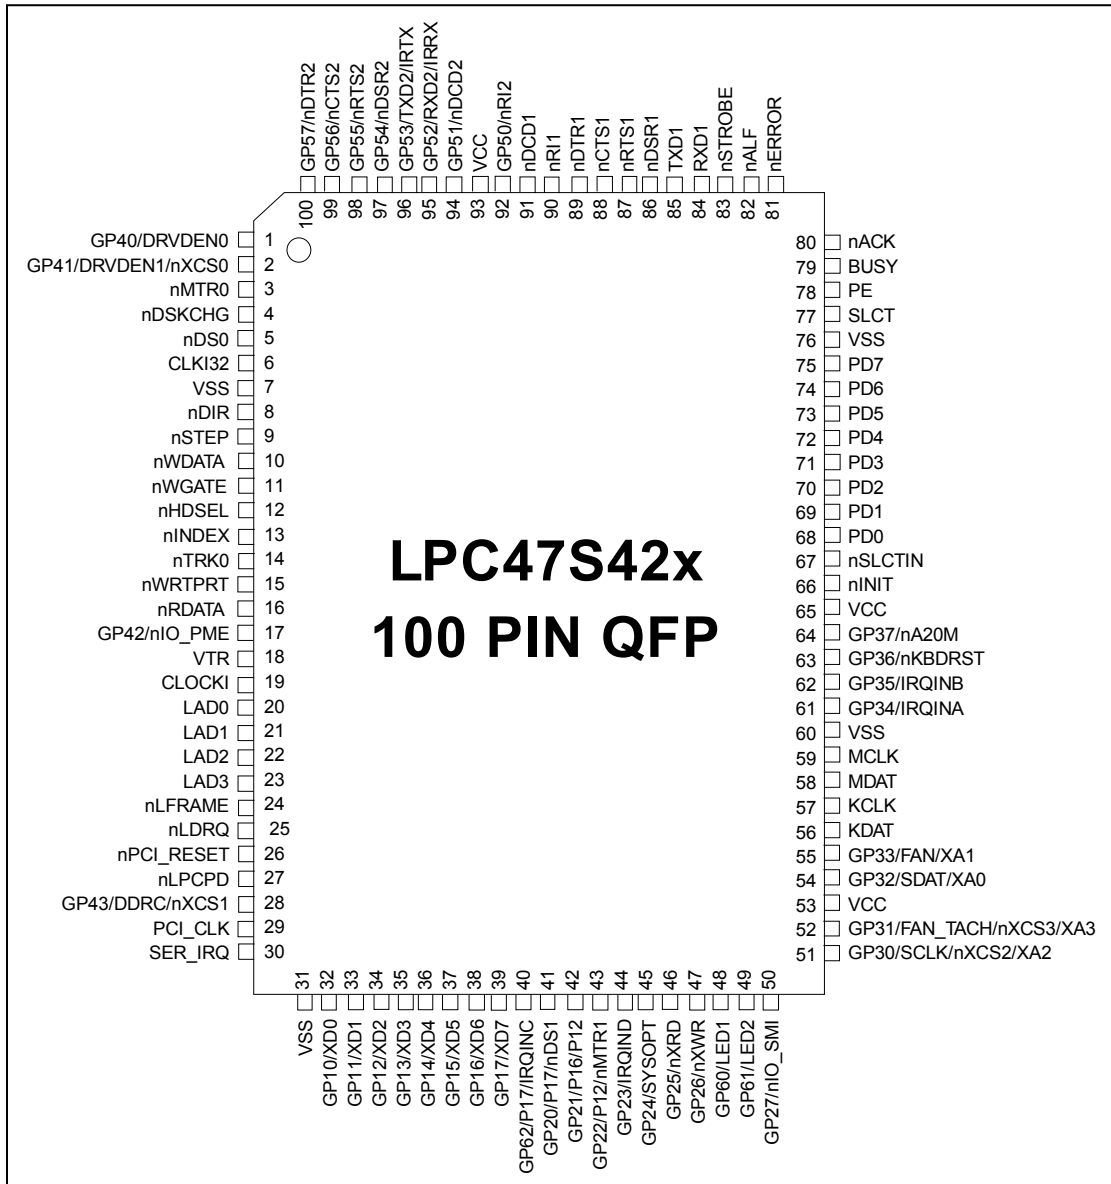 GP57/nDTR2
GP56/nCTS2
GP55/nRTS2
GP54/nDSR2
GP53/TXD2/IRTX
GP52/RXD2/IRRX
GP51/nDCD2
VCC
GP50/nRI2
nDCD1
nRI1
nDTR1
nCTS1
nRTS1
nDSR1
TXD1
RXD1
nSTROBE
nALF
nERROR
100
99
98
97
96
95
94
93
92
91
90
89
88
87
86
85
84
83
82
81
GP40/DRVDEN0 1
GP41/DRVDEN1/nXCS0 2
nMTR0 3
nDSKCHG 4
nDS0 5
CLKI32 6
VSS 7
nDIR 8
nSTEP 9
nWDATA 10
nWGATE 11
nHDSEL 12
nINDEX 13
nTRK0 14
nWRTPRT 15
nRDATA 16
GP42/nIO_PME 17
VTR 18
CLOCKI 19
LAD0 20
LAD1 21
LAD2 22
LAD3 23
nLFRAME 24
nLDRQ 25
nPCI_RESET 26
nLPCPD 27
GP43/DDRC/nXCS1 28
PCI_CLK 29
SER_IRQ 30
LPC47S42x
100 PIN QFP
80 nACK
79 BUSY
78 PE
77 SLCT
76 VSS
75 PD7
74 PD6
73 PD5
72 PD4
71 PD3
70 PD2
69 PD1
68 PD0
67 nSLCTIN
66 nINIT
65 VCC
64 GP37/nA20M
63 GP36/nKBDRST
62 GP35/IRQINB
61 GP34/IRQINA
60 VSS
59 MCLK
58 MDAT
57 KCLK
56 KDAT
55 GP33/FAN/XA1
54 GP32/SDAT/XA0
53 VCC
52 GP31/FAN_TACH/nXCS3/XA3
51 GP30/SCLK/nXCS2/XA2
31
32
33
34
35
36
37
38
39
40
41
42
43
44
45
46
47
48
49
50
VSS
GP10/XD0
GP11/XD1
GP12/XD2
GP13/XD3
GP14/XD4
GP15/XD5
GP16/XD6
GP17/XD7
GP62/P17/IRQINC
GP20/P17/nDS1
GP21/P16/P12
GP22/P12/nMTR1
GP23/IRQIND
GP24/SYSOPT
GP25/nXRD
GP26/nXWR
GP60/LED1
GP61/LED2
GP27/nIO_SMI